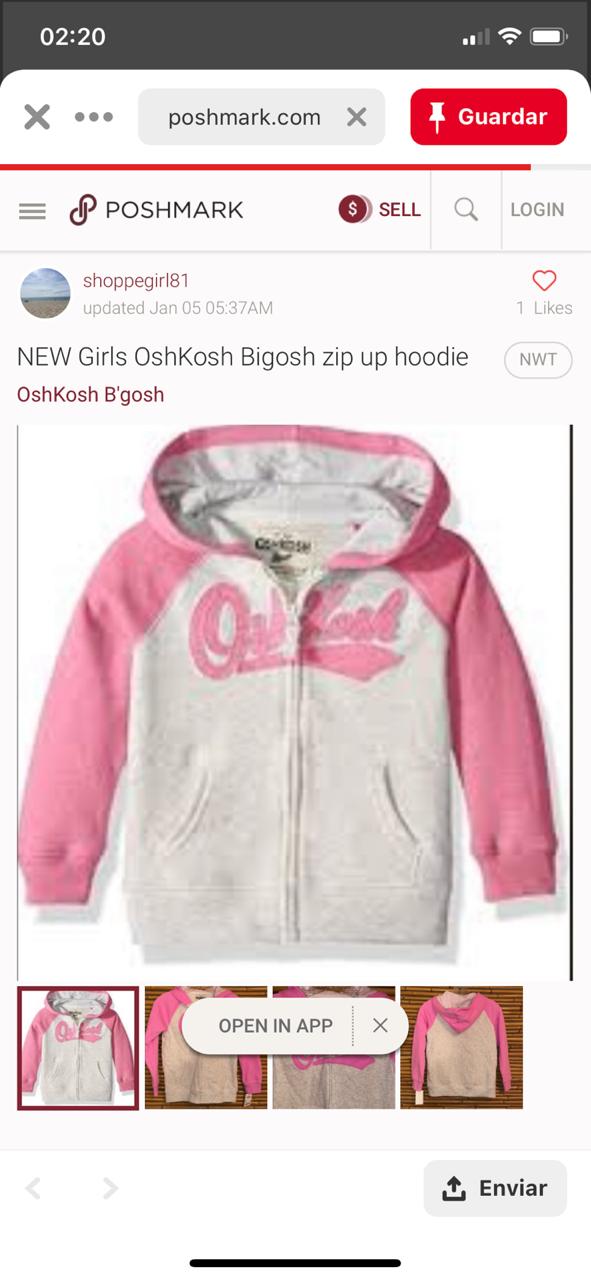 02:20
poshmark.com
Guardar
POSHMARK
$ SELL
LOGIN
shoppegirl81
updated Jan 05 05:37AM
1 Likes
NEW Girls OshKosh Bigosh zip up hoodie
NWT
OshKosh B'gosh
OSHKOSH
OshKosh
OPEN IN APP
Enviar